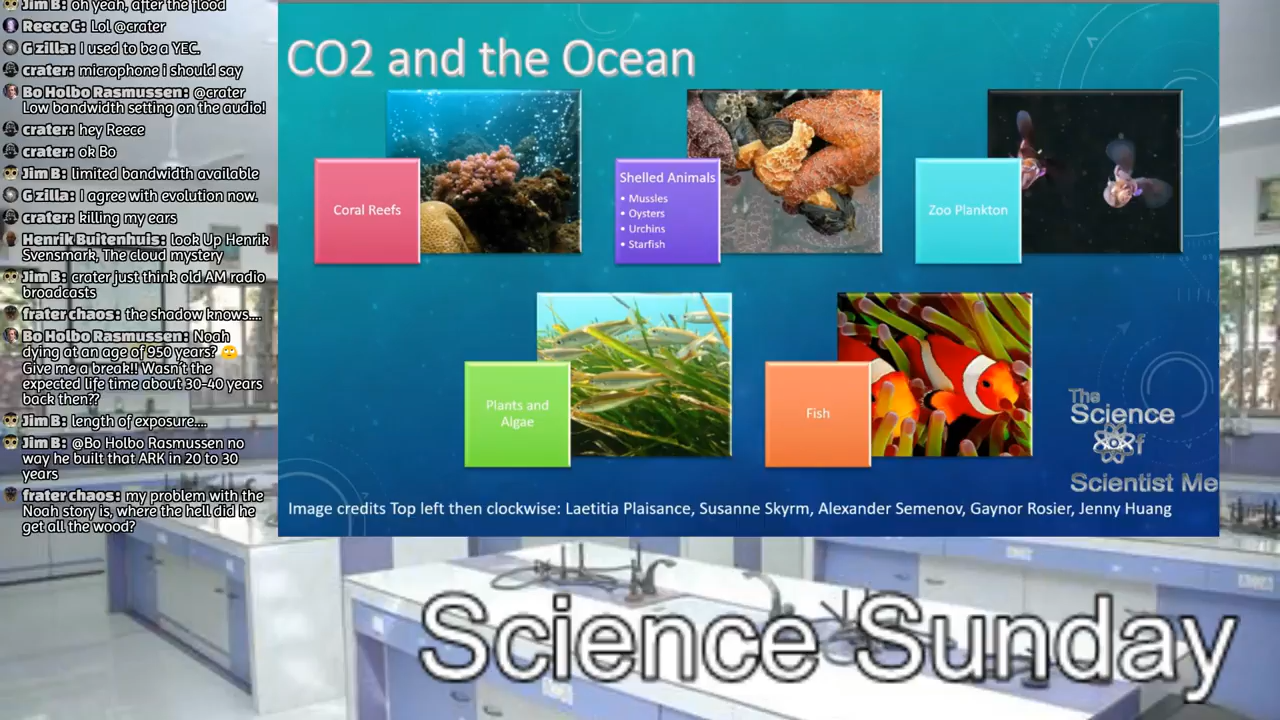 Jim B: oh yeah, after the flood
Reece C: Lol @crater
G zilla: I used to be a YEC.
crater: microphone i should say
Bo Holbo Rasmussen: @crater
Low bandwidth setting on the audio!
crater: hey Reece
crater: ok Bo
Jim B: limited bandwidth available
G zilla: I agree with evolution now.
crater: killing my ears
Henrik Buitenhuis: look Up Henrik
Svensmark, The cloud mystery
Jim B: crater just think old AM radio
broadcasts
frater chaos: the shadow knows....
Bo Holbo Rasmussen: Noah
dying at an age of 950 years? 🙄
Give me a break!! Wasn't the
expected life time about 30-40 years
back then??
Jim B: length of exposure....
Jim B: @Bo Holbo Rasmussen no
way he built that ARK in 20 to 30
years
frater chaos: my problem with the
Noah story is, where the hell did he
get all the wood?
CO2 and the Ocean
Coral Reefs
Shelled Animals
• Mussles
• Oysters
• Urchins
• Starfish
Zoo Plankton
Plants and
Algae
Fish
The
Science
Of
Scientist Me
Image credits Top left then clockwise: Laetitia Plaisance, Susanne Skyrm, Alexander Semenov, Gaynor Rosier, Jenny Huang
Science Sunday